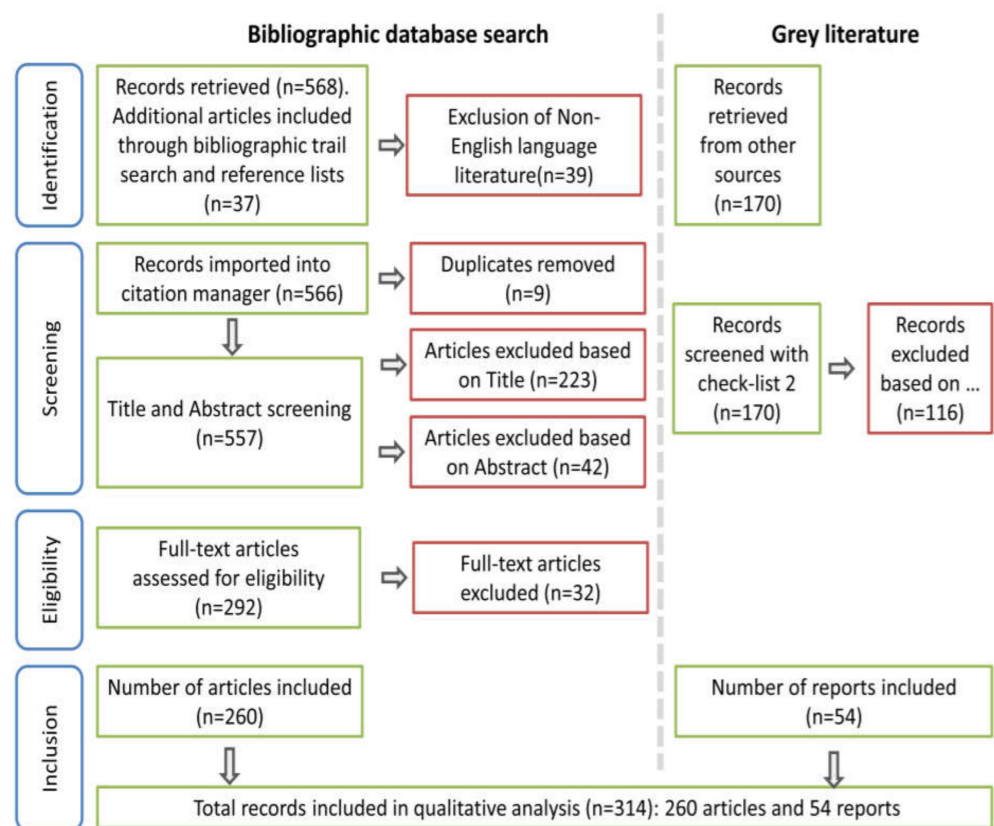 Bibliographic database search
Grey literature
Identification
Records retrieved (n=568).
Additional articles included
through bibliographic trail
search and reference lists
(n=37)
Exclusion of Non-
English language
literature(n=39)
Records
retrieved
from other
sources
(n=170)
Screening
Records imported into
citation manager (n=566)
Duplicates removed
(n=9)
Title and Abstract screening
(n=557)
Articles excluded based
on Title (n=223)
Articles excluded based
on Abstract (n=42)
Records
screened with
check-list 2
(n=170)
Records
excluded
based on ...
(n=116)
Eligibility
Full-text articles
assessed for eligibility
(n=292)
Full-text articles
excluded (n=32)
Inclusion
Number of articles included
(n=260)
Number of reports included
(n=54)
Total records included in qualitative analysis (n=314): 260 articles and 54 reports